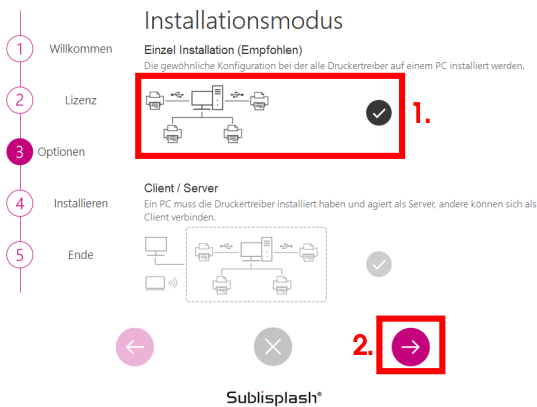 Installationsmodus
1 Willkommen
Einzel Installation (Empfohlen)
Die gewöhnliche Konfiguration bei der alle Druckertreiber auf einem PC installiert werden.
2 Lizenz
1.
3 Optionen
Client / Server
4 Installieren
Ein PC muss die Druckertreiber installiert haben und agiert als Server, andere können sich als
Client verbinden.
5 Ende
2.
Sublisplash®